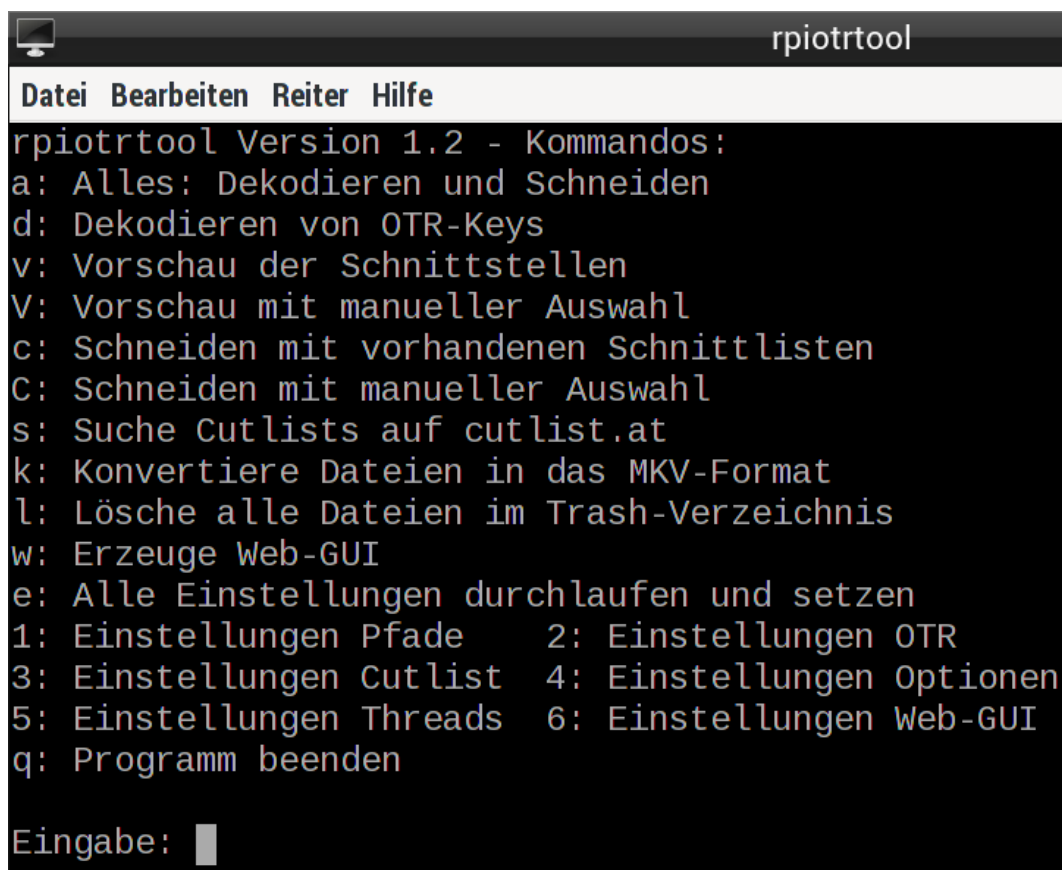 rpiotrtool
Datei Bearbeiten Reiter Hilfe
rpiotrtool Version 1.2 - Kommandos:
a: Alles: Dekodieren und Schneiden
d: Dekodieren von OTR-Keys
v: Vorschau der Schnittstellen
V: Vorschau mit manueller Auswahl
c: Schneiden mit vorhandenen Schnittlisten
C: Schneiden mit manueller Auswahl
s: Suche Cutlists auf cutlist.at
k: Konvertiere Dateien in das MKV-Format
l: Lösche alle Dateien im Trash-Verzeichnis
w: Erzeuge Web-GUI
e: Alle Einstellungen durchlaufen und setzen
1: Einstellungen Pfade 2: Einstellungen OTR
3: Einstellungen Cutlist 4: Einstellungen Optionen
5: Einstellungen Threads 6: Einstellungen Web-GUI
q: Programm beenden
Eingabe: